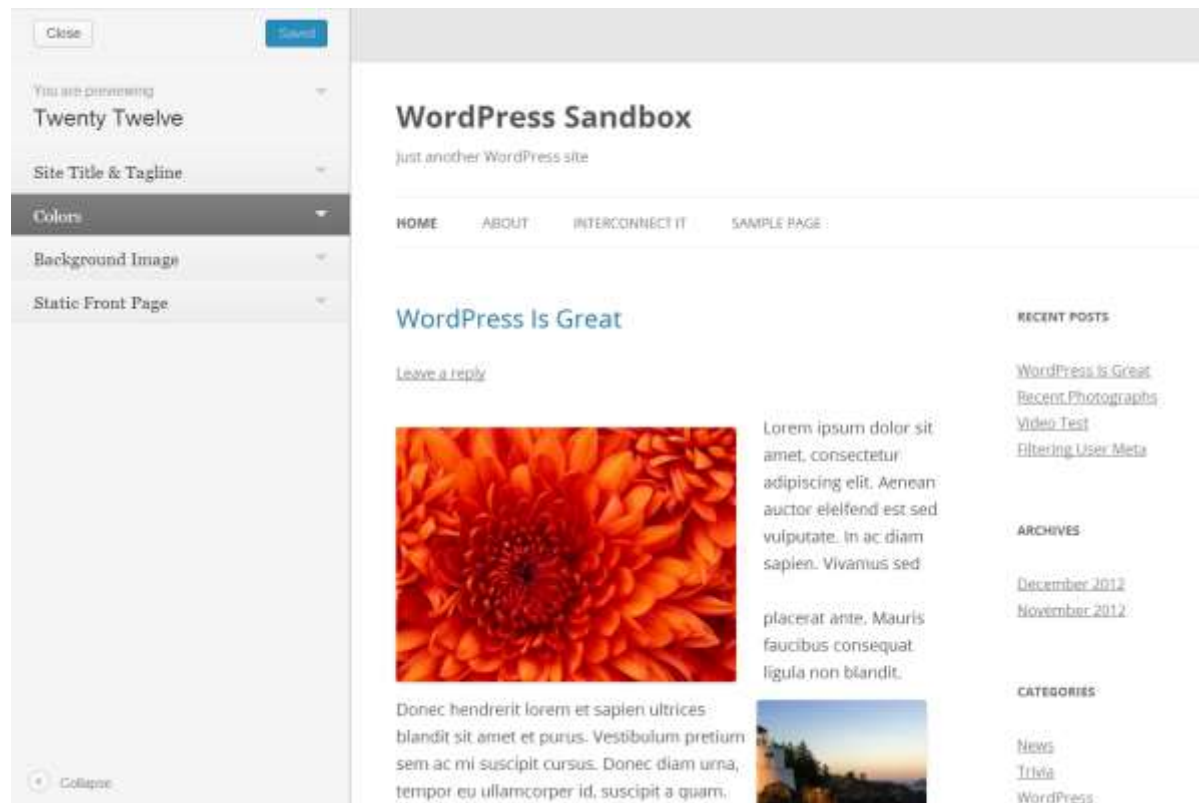 Close
Saved
You are previewing
Twenty Twelve
Site Title & Tagline
Colors
Background Image
Static Front Page
Collapse
WordPress Sandbox
Just another WordPress site
HOME ABOUT INTERCONNECT IT SAMPLE PAGE
WordPress Is Great
Leave a reply
Lorem ipsum dolor sit
amet, consectetur
adipiscing elit. Aenean
auctor eleifend est sed
vulputate. In ac diam
sapien. Vivamus sed
placerat ante. Mauris
faucibus consequat
ligula non blandit.
Donec hendrerit lorem et sapien ultrices
blandit sit amet et purus. Vestibulum pretium
sem ac mi suscipit cursus. Donec diam urna,
tempor eu ullamcorper id, suscipit a quam.
RECENT POSTS
WordPress Is Great
Recent Photographs
Video Test
Filtering User Meta
ARCHIVES
December 2012
November 2012
CATEGORIES
News
Trivia
WordPress